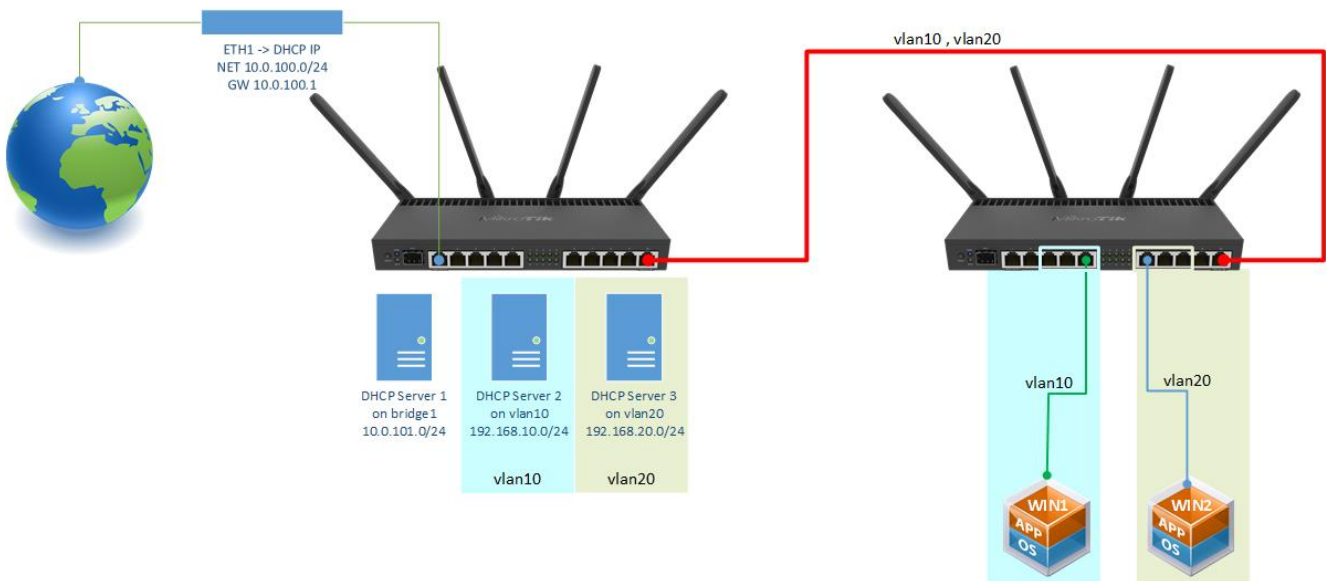 ETH1 -> DHCP IP
NET 10.0.100.0/24
GW 10.0.100.1
vlan10 , vlan20
MikroTik
MikroTik
DHCP Server 1
on bridge1
10.0.101.0/24
DHCP Server 2
on vlan10
192.168.10.0/24
DHCP Server 3
on vlan20
192.168.20.0/24
vlan10
vlan20
vlan10
vlan20
WIN1
APP
OS
WIN2
APP
OS